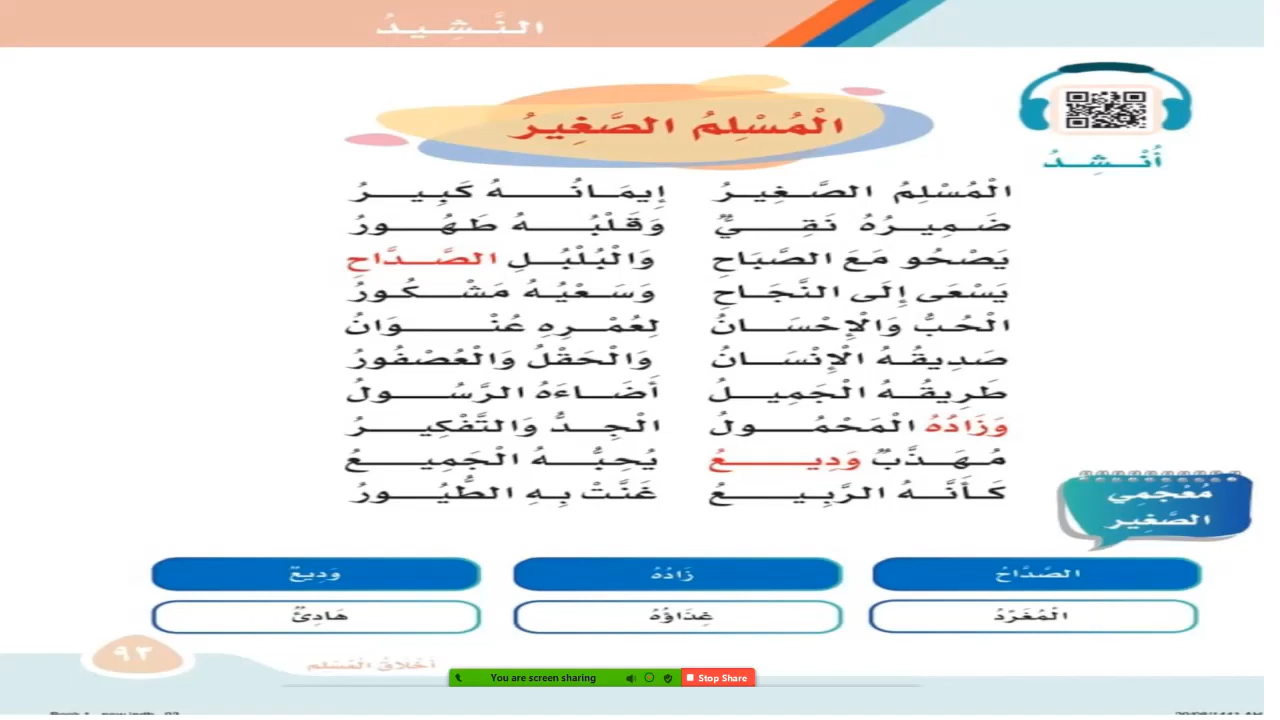 النَّشِيدُ
الْمُسْلِمُ الصَّغِيرُ
أُنْشِدُ
الْمُسْلِمُ الصَّغِيرُ إِيمَانُهُ كَبِيرُ
ضَمِيرُهُ نَقِيٌّ وَقَلْبُهُ طَهُورُ
يَصْحُو مَعَ الصَّبَاحِ وَالْبُلْبُلِ الصَّدَّاحِ
يَسْعَى إِلَى النَّجَاحِ وَسَعْيُهُ مَشْكُورُ
الْحُبُّ وَالْإِحْسَانُ لِعُمْرِهِ عُنْوَانُ
صَدِيقُهُ الْإِنْسَانُ وَالْحَقْلُ وَالْعُصْفُورُ
طَرِيقُهُ الْجَمِيلُ أَضَاءَهُ الرَّسُولُ
وَزَادُهُ الْمَحْمُولُ الْجِدُّ وَالتَّفْكِيرُ
مُهَذَّبٌ وَدِيعُ يُحِبُّهُ الْجَمِيعُ
كَأَنَّهُ الرَّبِيعُ غَنَّتْ بِهِ الطُّيُورُ
مُعْجَمِي
الصَّغِير
الصَّدَّاحُ زَادُهُ وَدِيعٌ
الْمُغَرِّدُ غِذَاؤُهُ هَادِئٌ
٩٣
أَخْلَاقُ الْمُسْلِم
You are screen sharing Stop Share